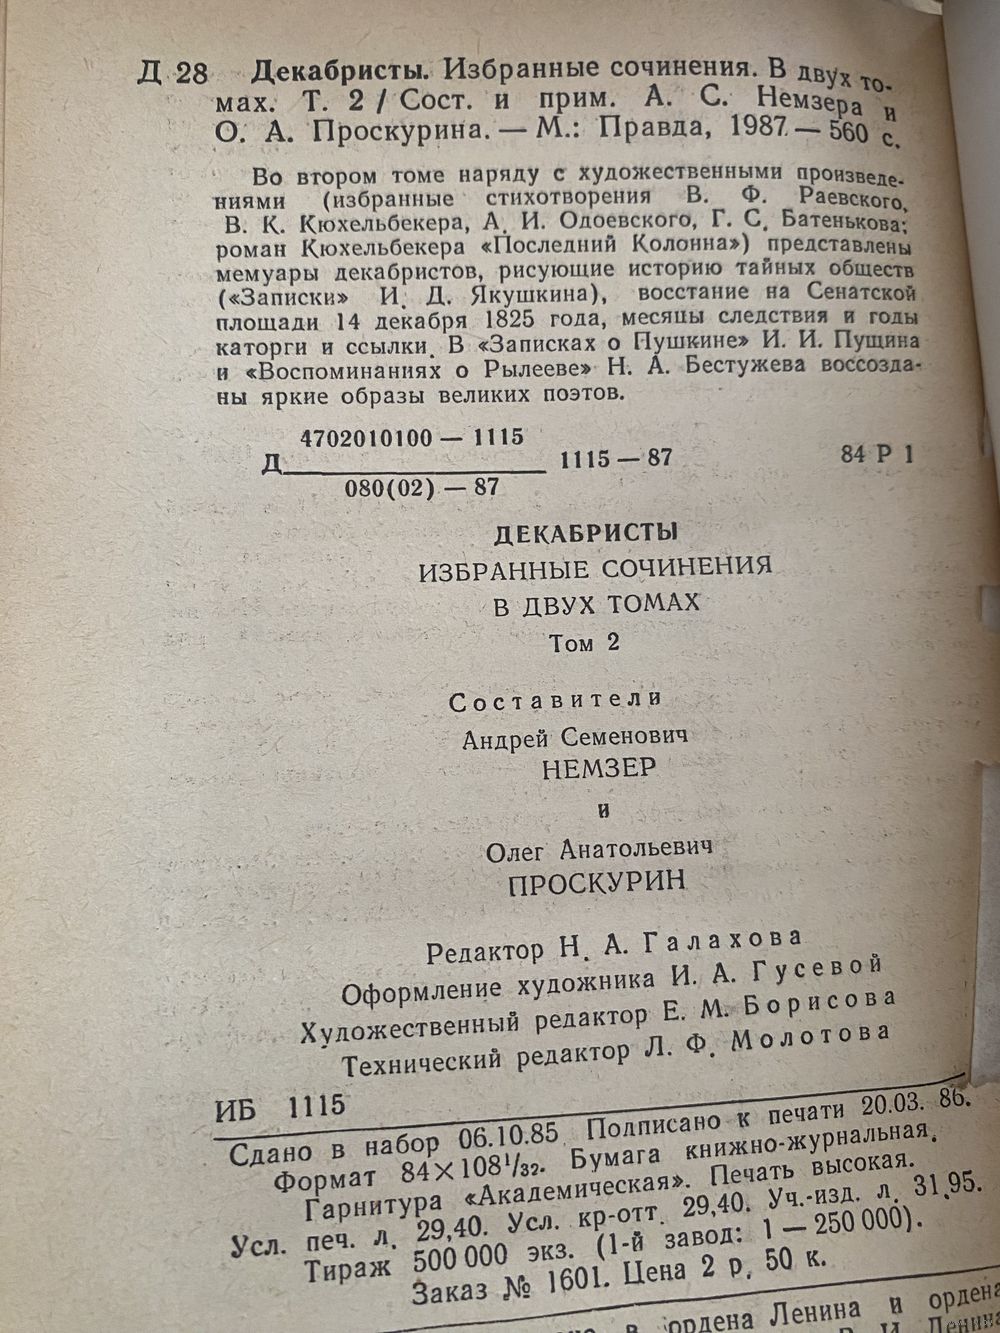 Д 28 Декабристы. Избранные сочинения. В двух то-
мах. Т. 2 / Сост. и прим. А. С. Немзера и
О. А. Проскурина. — М.: Правда, 1987. — 560 с.
Во втором томе наряду с художественными произведе-
ниями (избранные стихотворения В. Ф. Раевского,
В. К. Кюхельбекера, А. И. Одоевского, Г. С. Батенькова;
роман Кюхельбекера «Последний Колонна») представлены
мемуары декабристов, рисующие историю тайных обществ
(«Записки» И. Д. Якушкина), восстание на Сенатской
площади 14 декабря 1825 года, месяцы следствия и годы
каторги и ссылки. В «Записках о Пушкине» И. И. Пущина
и «Воспоминаниях о Рылееве» Н. А. Бестужева воссозда-
ны яркие образы великих поэтов.
4702010100 — 1115
Д 1115 — 87 84 Р 1
080(02) — 87
ДЕКАБРИСТЫ
ИЗБРАННЫЕ СОЧИНЕНИЯ
В ДВУХ ТОМАХ
Том 2
Составители
Андрей Семенович
НЕМЗЕР
и
Олег Анатольевич
ПРОСКУРИН
Редактор Н. А. Галахова
Оформление художника И. А. Гусевой
Художественный редактор Е. М. Борисова
Технический редактор Л. Ф. Молотова
ИБ 1115
Сдано в набор 06.10.85. Подписано к печати 20.03. 86.
Формат 84×108¹/₃₂. Бумага книжно-журнальная.
Гарнитура «Академическая». Печать высокая.
Усл. печ. л. 29,40. Усл. кр-отт. 29,40. Уч.-изд. л. 31,95.
Тираж 500 000 экз. (1-й завод: 1 — 250 000).
Заказ № 1601. Цена 2 р. 50 к.
в ордена Ленина и ордена
В. И. Ленина